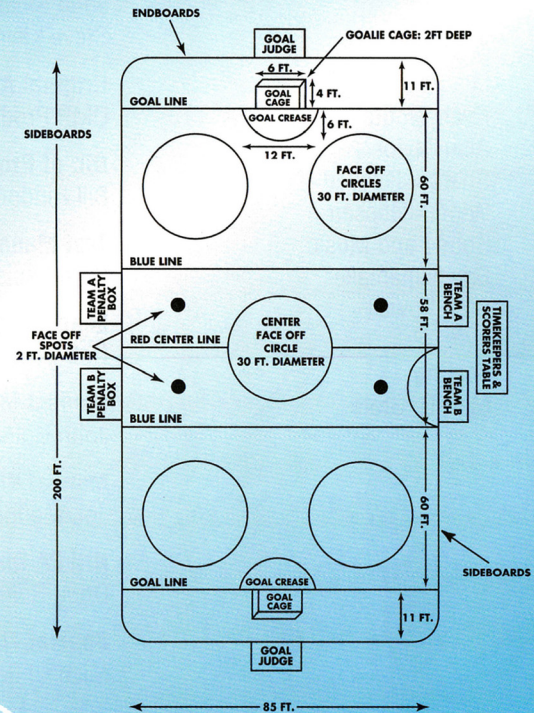 ENDBOARDS
GOAL
JUDGE
GOALIE CAGE: 2FT DEEP
6 FT.
4 FT.
11 FT.
GOAL
CAGE
GOAL LINE
GOAL CREASE
6 FT.
12 FT.
SIDEBOARDS
FACE OFF
CIRCLES
30 FT. DIAMETER
60 FT.
BLUE LINE
TEAM A
PENALTY
BOX
FACE OFF
SPOTS
2 FT. DIAMETER
RED CENTER LINE
CENTER
FACE OFF
CIRCLE
30 FT. DIAMETER
58 FT.
TEAM A
BENCH
TIMEKEEPERS &
SCORERS TABLE
TEAM B
PENALTY
BOX
TEAM B
BENCH
BLUE LINE
200 FT.
60 FT.
SIDEBOARDS
GOAL LINE
GOAL CREASE
GOAL
CAGE
11 FT.
GOAL
JUDGE
85 FT.